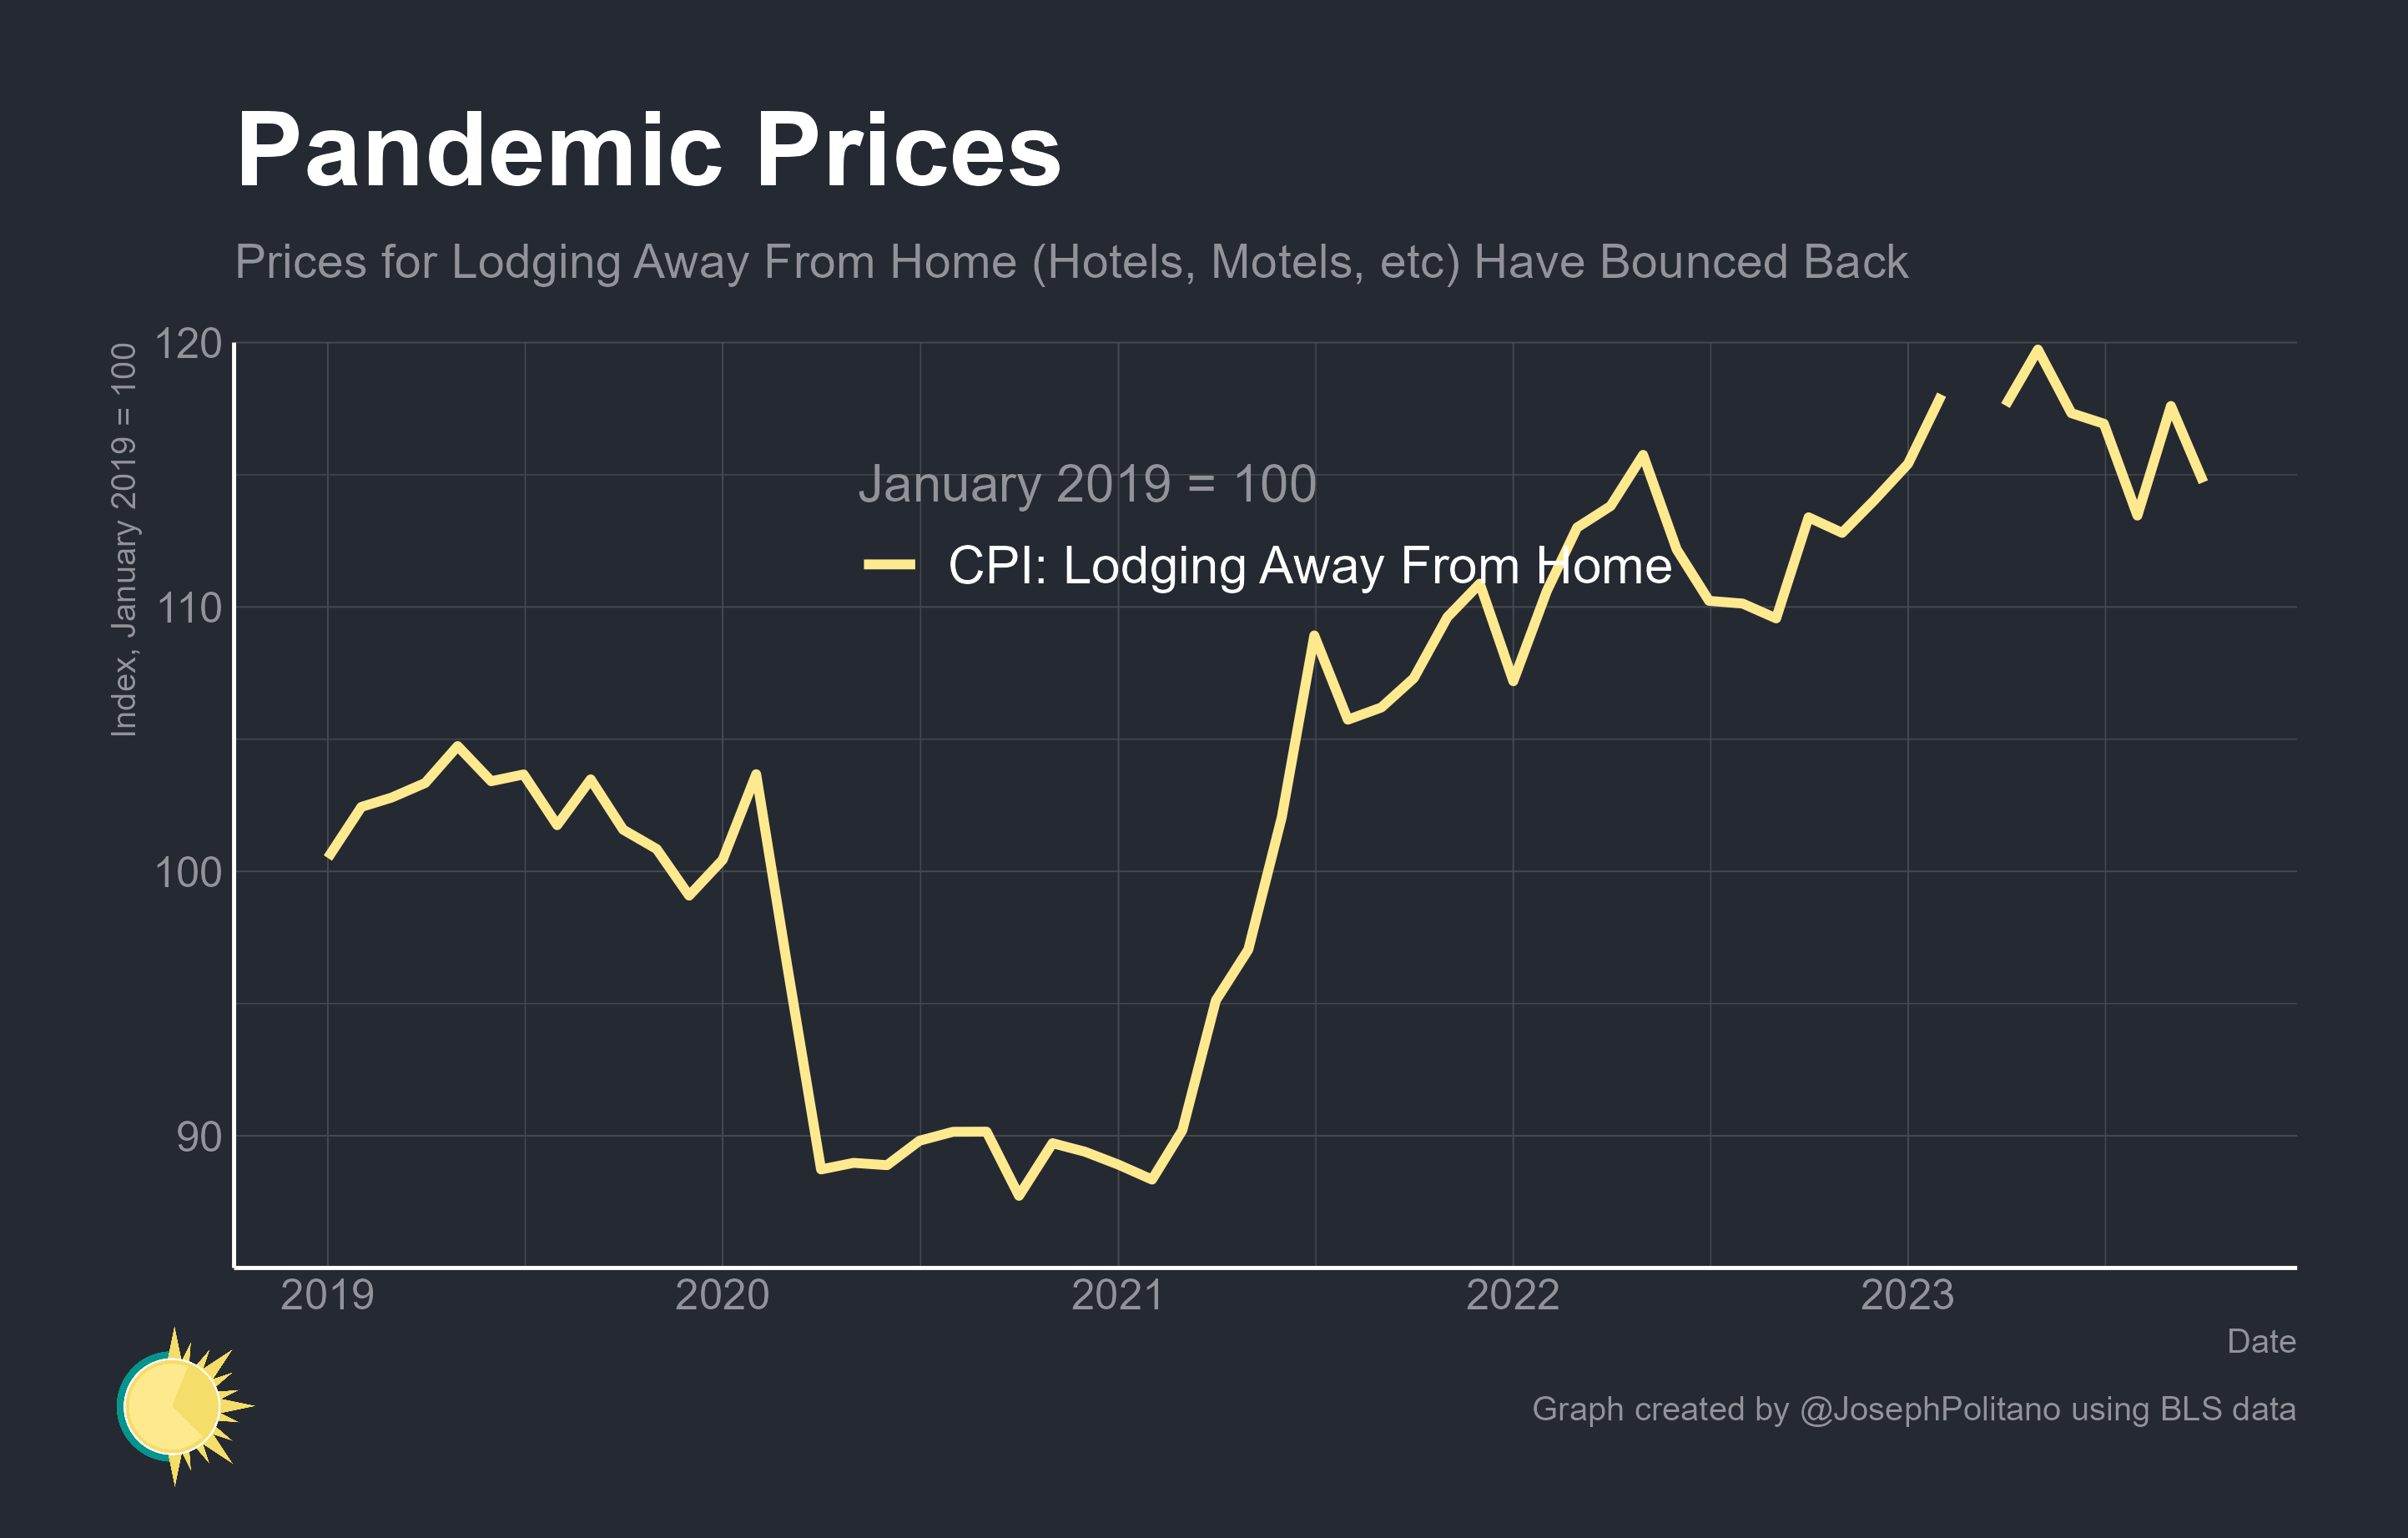 Pandemic Prices
Prices for Lodging Away From Home (Hotels, Motels, etc) Have Bounced Back
Index, January 2019 = 100
120
110
100
90
January 2019 = 100
CPI: Lodging Away From Home
2019 2020 2021 2022 2023
Date
Graph created by @JosephPolitano using BLS data